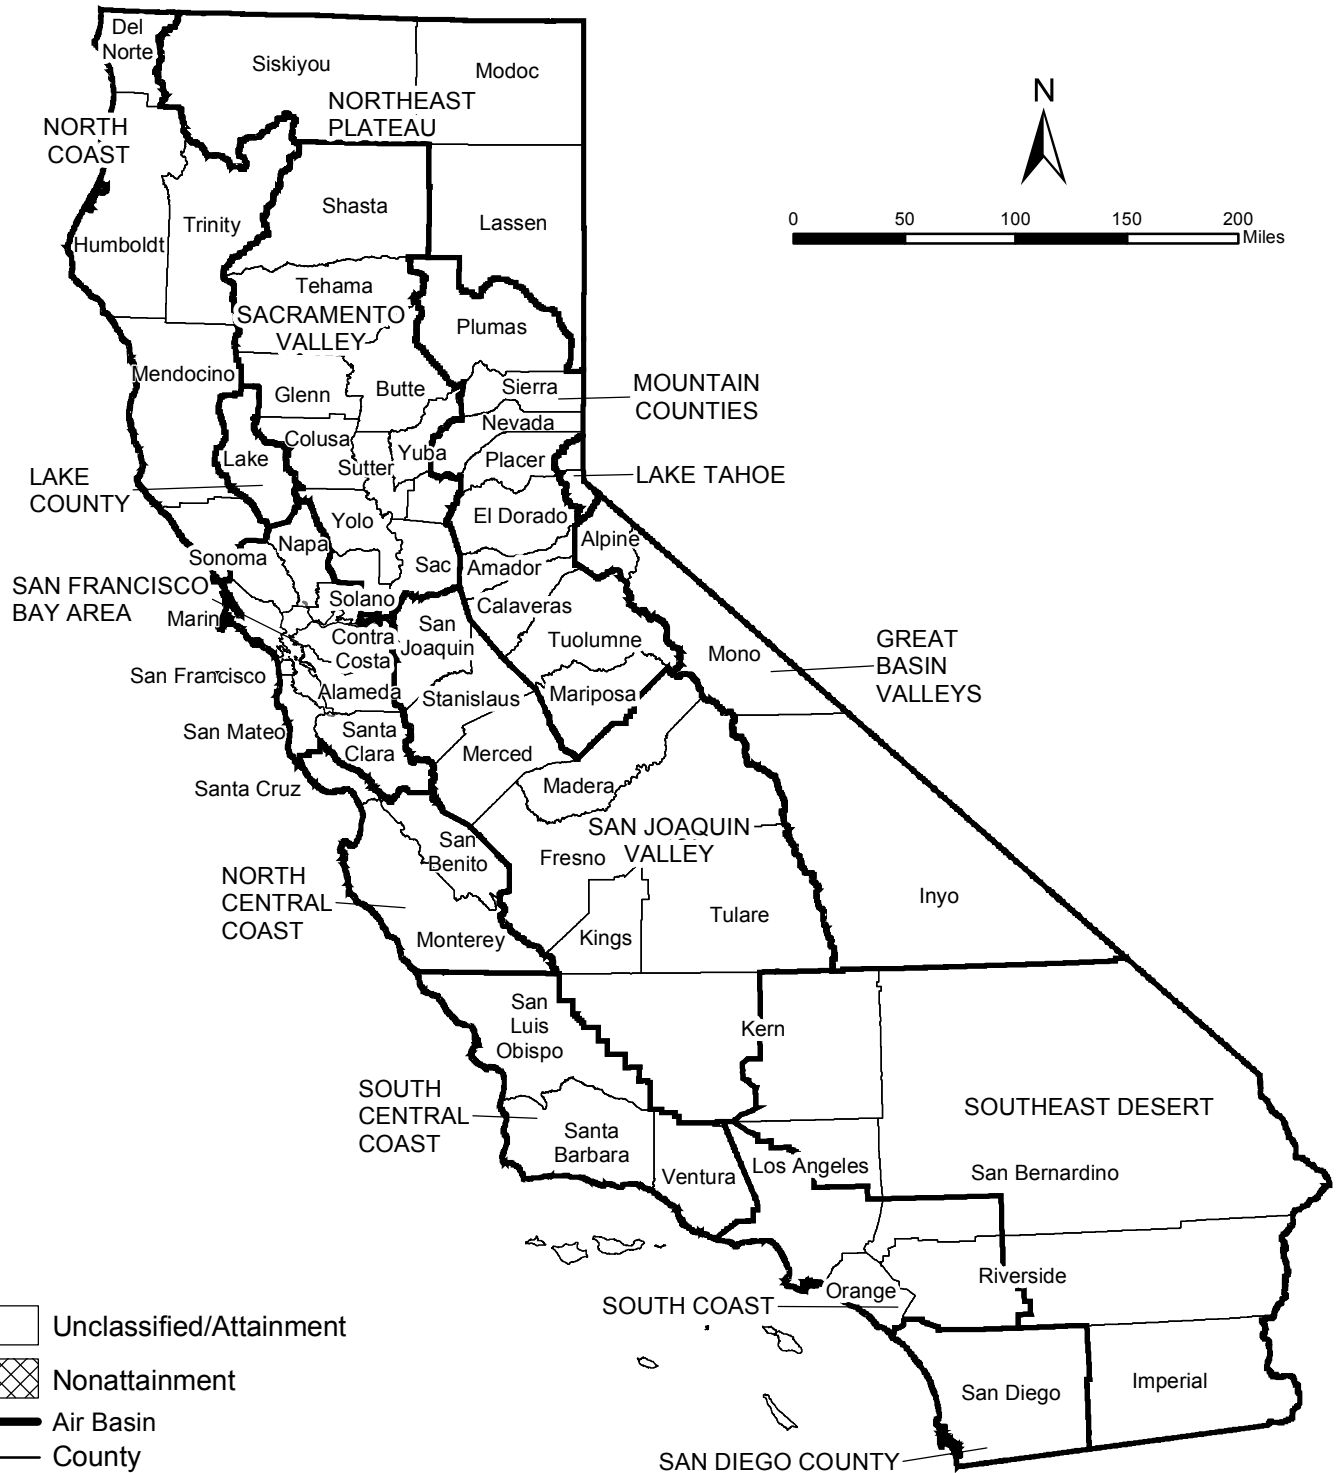 Del
Norte
Siskiyou
Modoc
NORTHEAST
PLATEAU
NORTH
COAST
N
0 50 100 150 200
Miles
Shasta
Trinity
Lassen
Humboldt
Tehama
SACRAMENTO
VALLEY
Plumas
Mendocino
Glenn
Butte
Sierra
MOUNTAIN
COUNTIES
Nevada
Colusa
Yuba
Lake
Sutter
Placer
LAKE TAHOE
LAKE
COUNTY
Yolo
El Dorado
Napa
Alpine
Sonoma
Sac
Amador
SAN FRANCISCO
BAY AREA
Solano
Calaveras
Marin
Contra
Costa
San
Joaquin
Tuolumne
Mono
GREAT
BASIN
VALLEYS
San Francisco
Alameda
Stanislaus
Mariposa
San Mateo
Santa
Clara
Merced
Santa Cruz
Madera
SAN JOAQUIN
VALLEY
San
Benito
Fresno
NORTH
CENTRAL
COAST
Inyo
Tulare
Monterey
Kings
San
Luis
Obispo
Kern
SOUTH
CENTRAL
COAST
SOUTHEAST DESERT
Santa
Barbara
Ventura
Los Angeles
San Bernardino
Riverside
Orange
SOUTH COAST
Unclassified/Attainment
Nonattainment
Air Basin
County
San Diego
Imperial
SAN DIEGO COUNTY